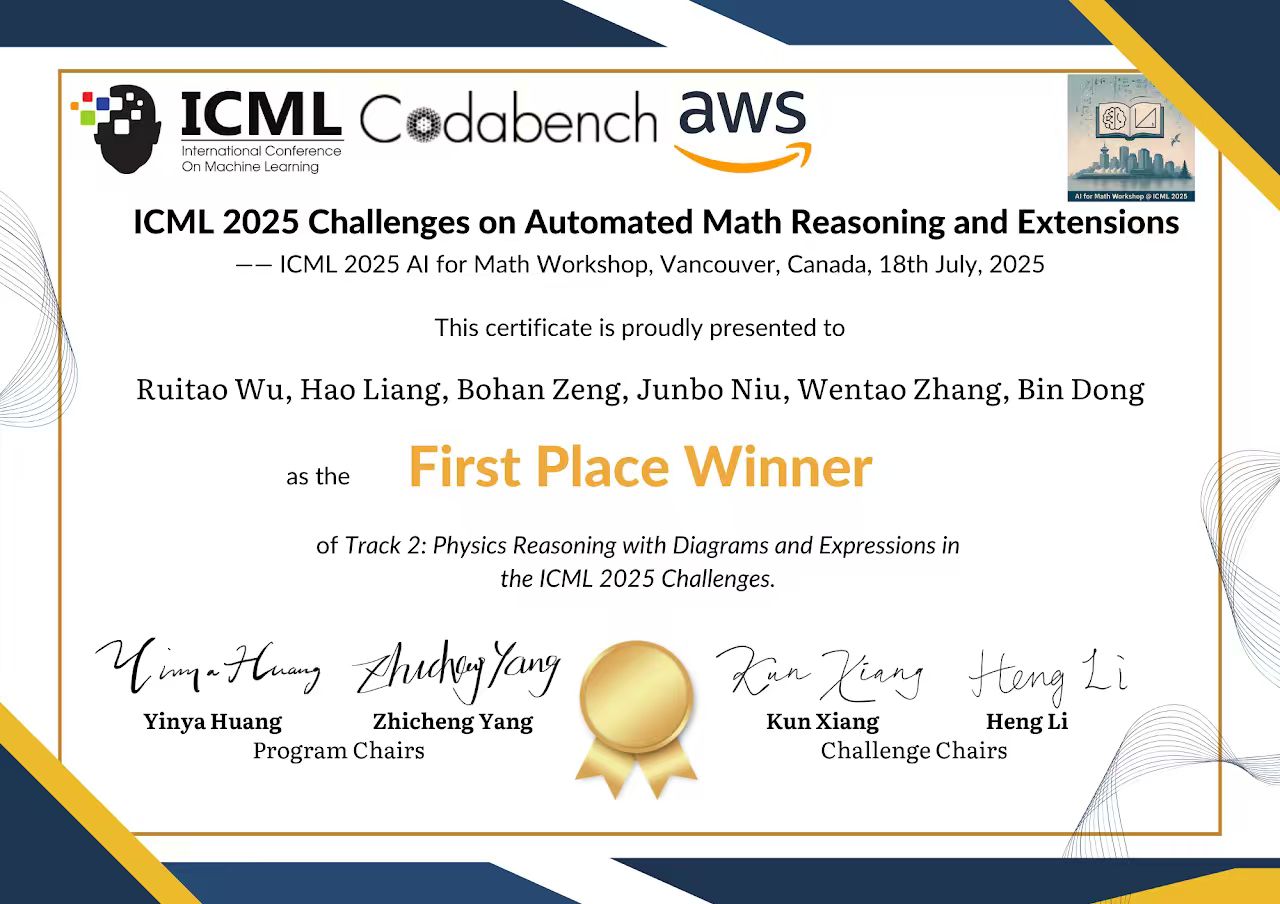 ICML
International Conference
On Machine Learning
Codabench
aws
AI for Math Workshop @ ICML 2025
ICML 2025 Challenges on Automated Math Reasoning and Extensions
—— ICML 2025 AI for Math Workshop, Vancouver, Canada, 18th July, 2025
This certificate is proudly presented to
Ruitao Wu, Hao Liang, Bohan Zeng, Junbo Niu, Wentao Zhang, Bin Dong
as the First Place Winner
of Track 2: Physics Reasoning with Diagrams and Expressions in
the ICML 2025 Challenges.
Yinya Huang Zhicheng Yang Kun Xiang Heng Li
Yinya Huang Zhicheng Yang Kun Xiang Heng Li
Program Chairs Challenge Chairs